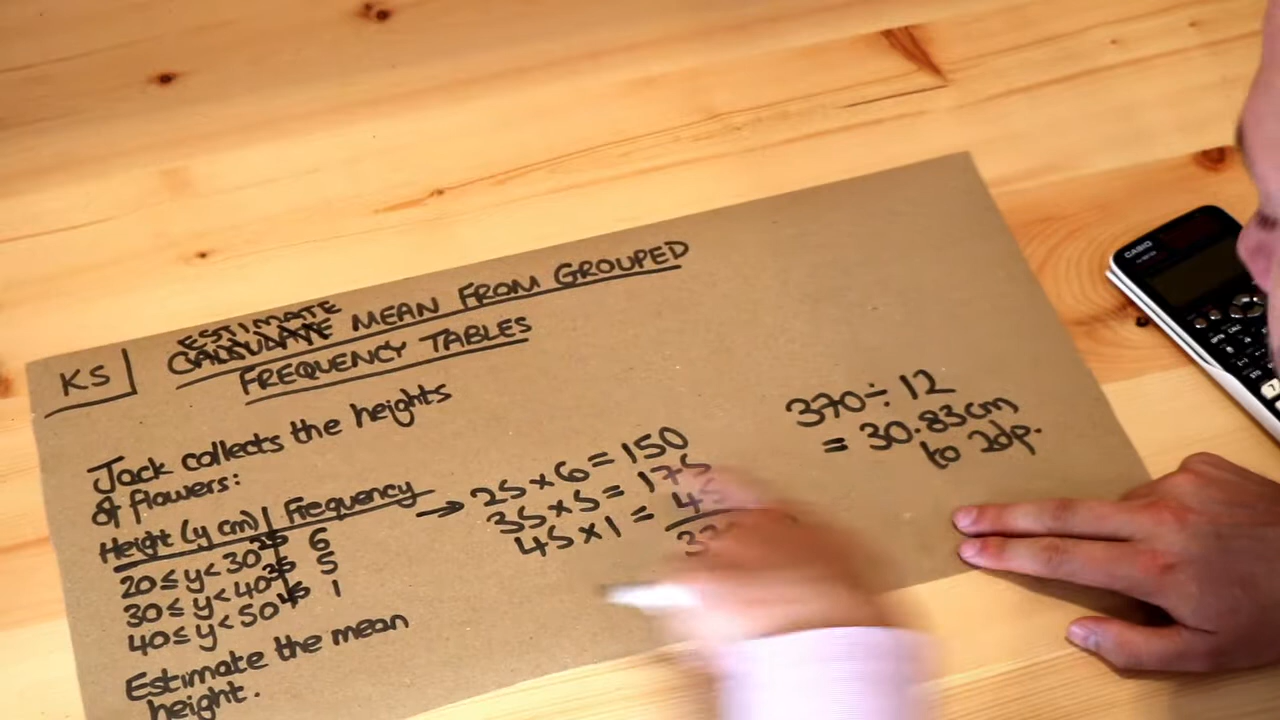 KS
ESTIMATE
CALCULATE MEAN FROM GROUPED
FREQUENCY TABLES
Jack collects the heights
of flowers:
Height (y cm) | Frequency
20 ≤ y < 30 25 6
30 ≤ y < 40 35 5
40 ≤ y < 50 45 1
Estimate the mean
height.
→ 25 × 6 = 150
35 × 5 = 175
45 × 1 = 45
370 ÷ 12
= 30.83cm
to 2dp.
CASIO